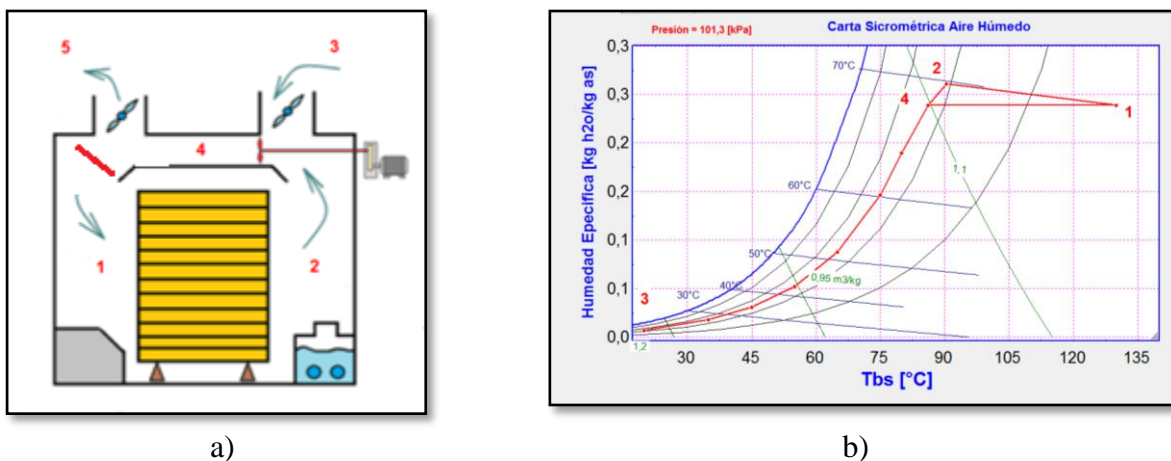 5
3
4
1
2
a)
Presión = 101,3 [kPa]
Carta Sicrométrica Aire Húmedo
Humedad Epecifica [kg h2o/kg as]
0,3
0,3
0,2
0,2
0,1
0,1
0,0
70°C
60°C
50°C
40°C
30°C
2
4
1
3
1,1
0,95 m3/kg
1,2
30
45
60
75
90
105
120
135
Tbs [°C]
b)